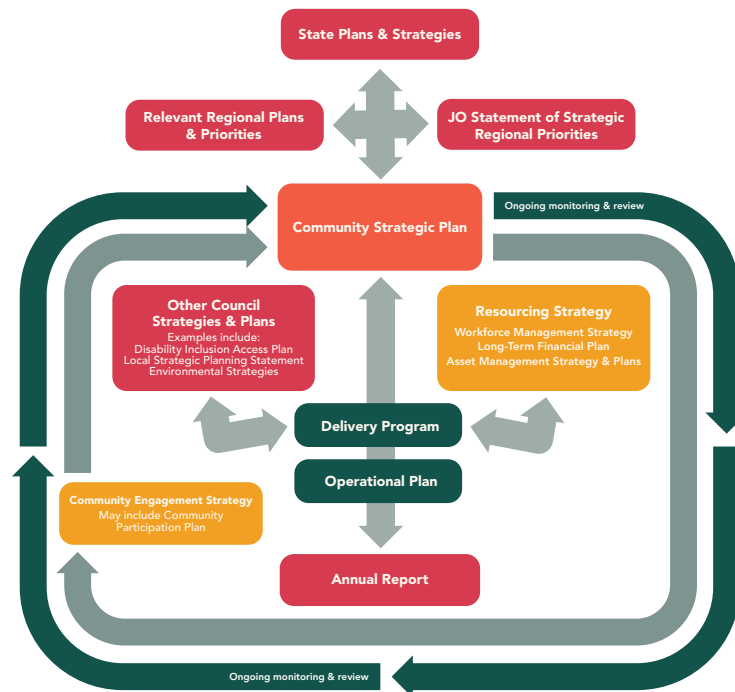 State Plans & Strategies
Relevant Regional Plans
& Priorities
JO Statement of Strategic
Regional Priorities
Community Strategic Plan
Ongoing monitoring & review
Other Council
Strategies & Plans
Examples include:
Disability Inclusion Access Plan
Local Strategic Planning Statement
Environmental Strategies
Resourcing Strategy
Workforce Management Strategy
Long-Term Financial Plan
Asset Management Strategy & Plans
Delivery Program
Operational Plan
Community Engagement Strategy
May include Community
Participation Plan
Annual Report
Ongoing monitoring & review